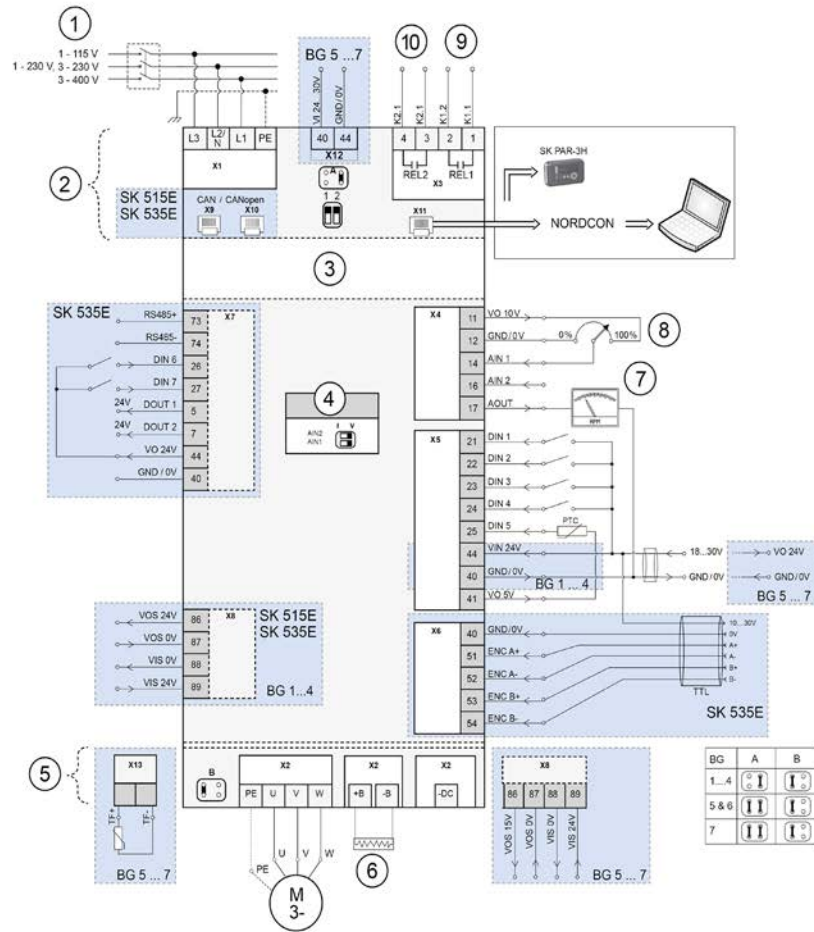 1
1 - 115 V
1 - 230 V, 3 - 230 V
3 - 400 V
BG 5 ...7
VI 24...30V
GND/0V
10
9
K2.1
K2.1
K1.2
K1.1
2
L3
L2/N
L1
PE
X1
40
44
X12
A
1 2
4
3
2
1
REL2
REL1
X3
SK 515E
SK 535E
CAN / CANopen
X9
X10
X11
SK PAR-3H
NORDCON
3
SK 535E
RS485+
73
X7
RS485-
74
DIN 6
26
DIN 7
27
24V
DOUT 1
5
24V
DOUT 2
7
VO 24V
44
GND / 0V
40
4
I V
AIN2
AIN1
X4
11
VO 10V
12
GND/0V
0%
100%
8
14
AIN 1
16
AIN 2
17
AOUT
7
RPM
X5
21
DIN 1
22
DIN 2
23
DIN 3
24
DIN 4
25
DIN 5
PTC
44
VIN 24V
18...30V
VO 24V
40
GND/0V
BG 1 ... 4
GND/0V
GND/0V
BG 5 ... 7
41
VO 5V
VOS 24V
86
X8
SK 515E
SK 535E
VOS 0V
87
VIS 0V
88
VIS 24V
89
BG 1...4
X6
40
GND/0V
10...30V
0V
51
ENC A+
A+
52
ENC A-
A-
53
ENC B+
B+
54
ENC B-
B-
TTL
SK 535E
5
X13
TF+
TF-
BG 5 ... 7
B
X2
PE
U
V
W
PE
U
V
W
M
3~
X2
+B
-B
6
X2
-DC
X8
86
87
88
89
VOS 15V
VOS 0V
VIS 0V
VIS 24V
BG 5 ... 7
BG A B
1...4
5 & 6
7